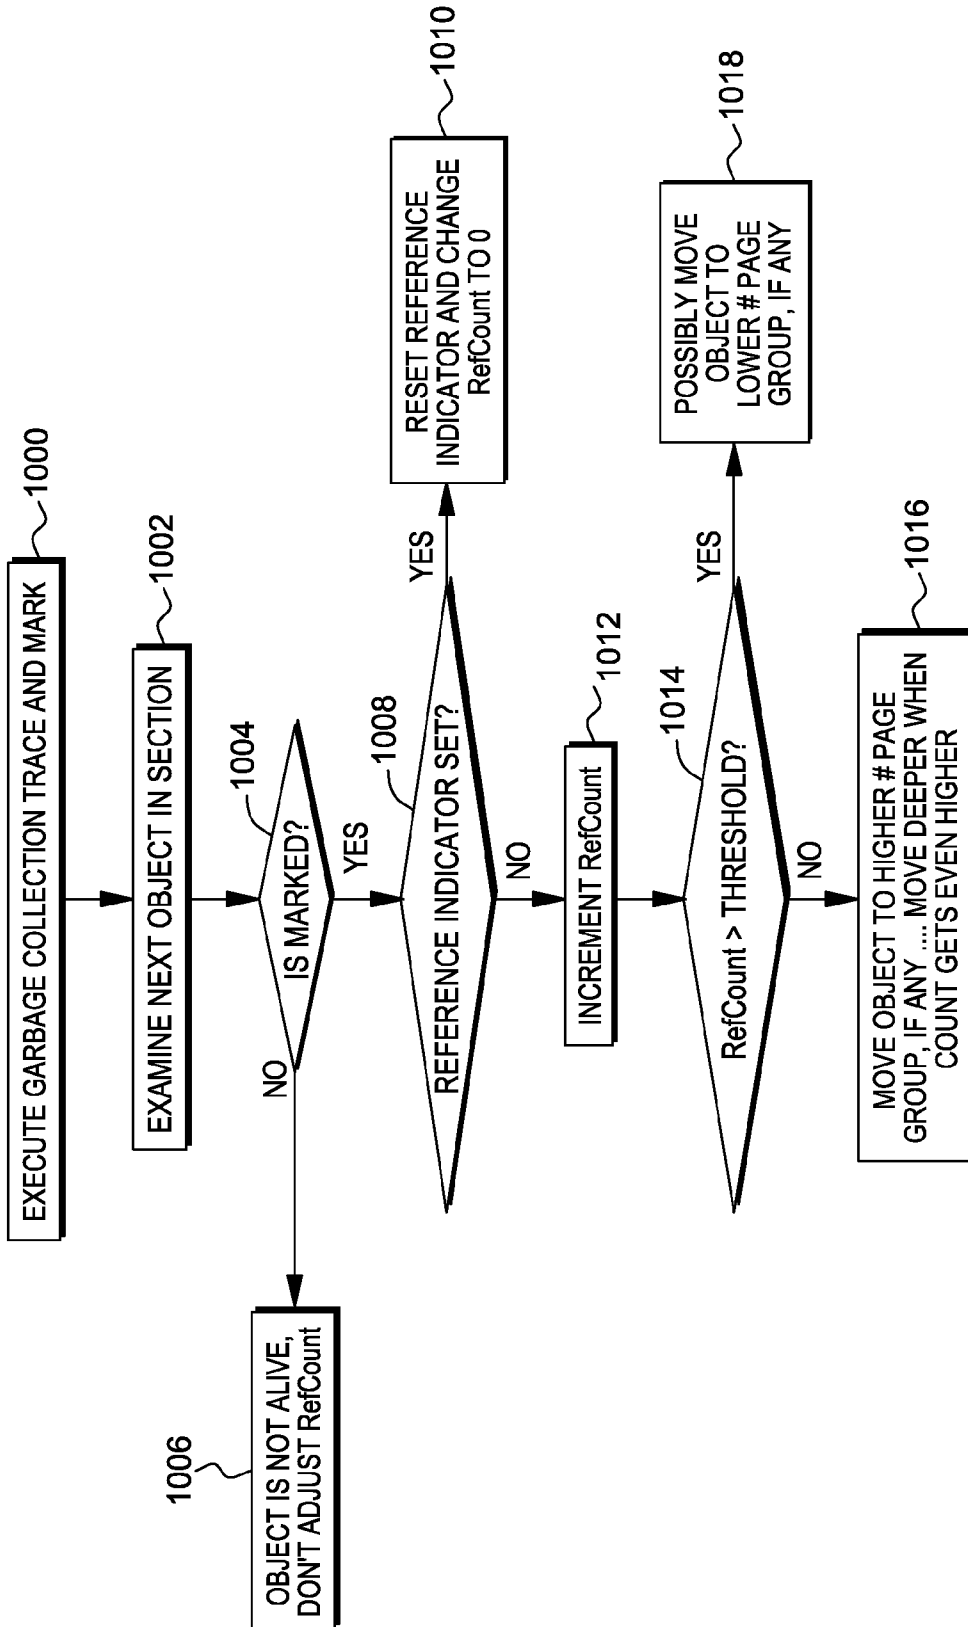 EXECUTE GARBAGE COLLECTION TRACE AND MARK
1000
EXAMINE NEXT OBJECT IN SECTION
1002
IS MARKED?
1004
NO
YES
OBJECT IS NOT ALIVE,
DON'T ADJUST RefCount
1006
REFERENCE INDICATOR SET?
1008
YES
NO
RESET REFERENCE
INDICATOR AND CHANGE
RefCount TO 0
1010
INCREMENT RefCount
1012
RefCount > THRESHOLD?
1014
YES
NO
POSSIBLY MOVE
OBJECT TO
LOWER # PAGE
GROUP, IF ANY
1018
MOVE OBJECT TO HIGHER # PAGE
GROUP, IF ANY .... MOVE DEEPER WHEN
COUNT GETS EVEN HIGHER
1016